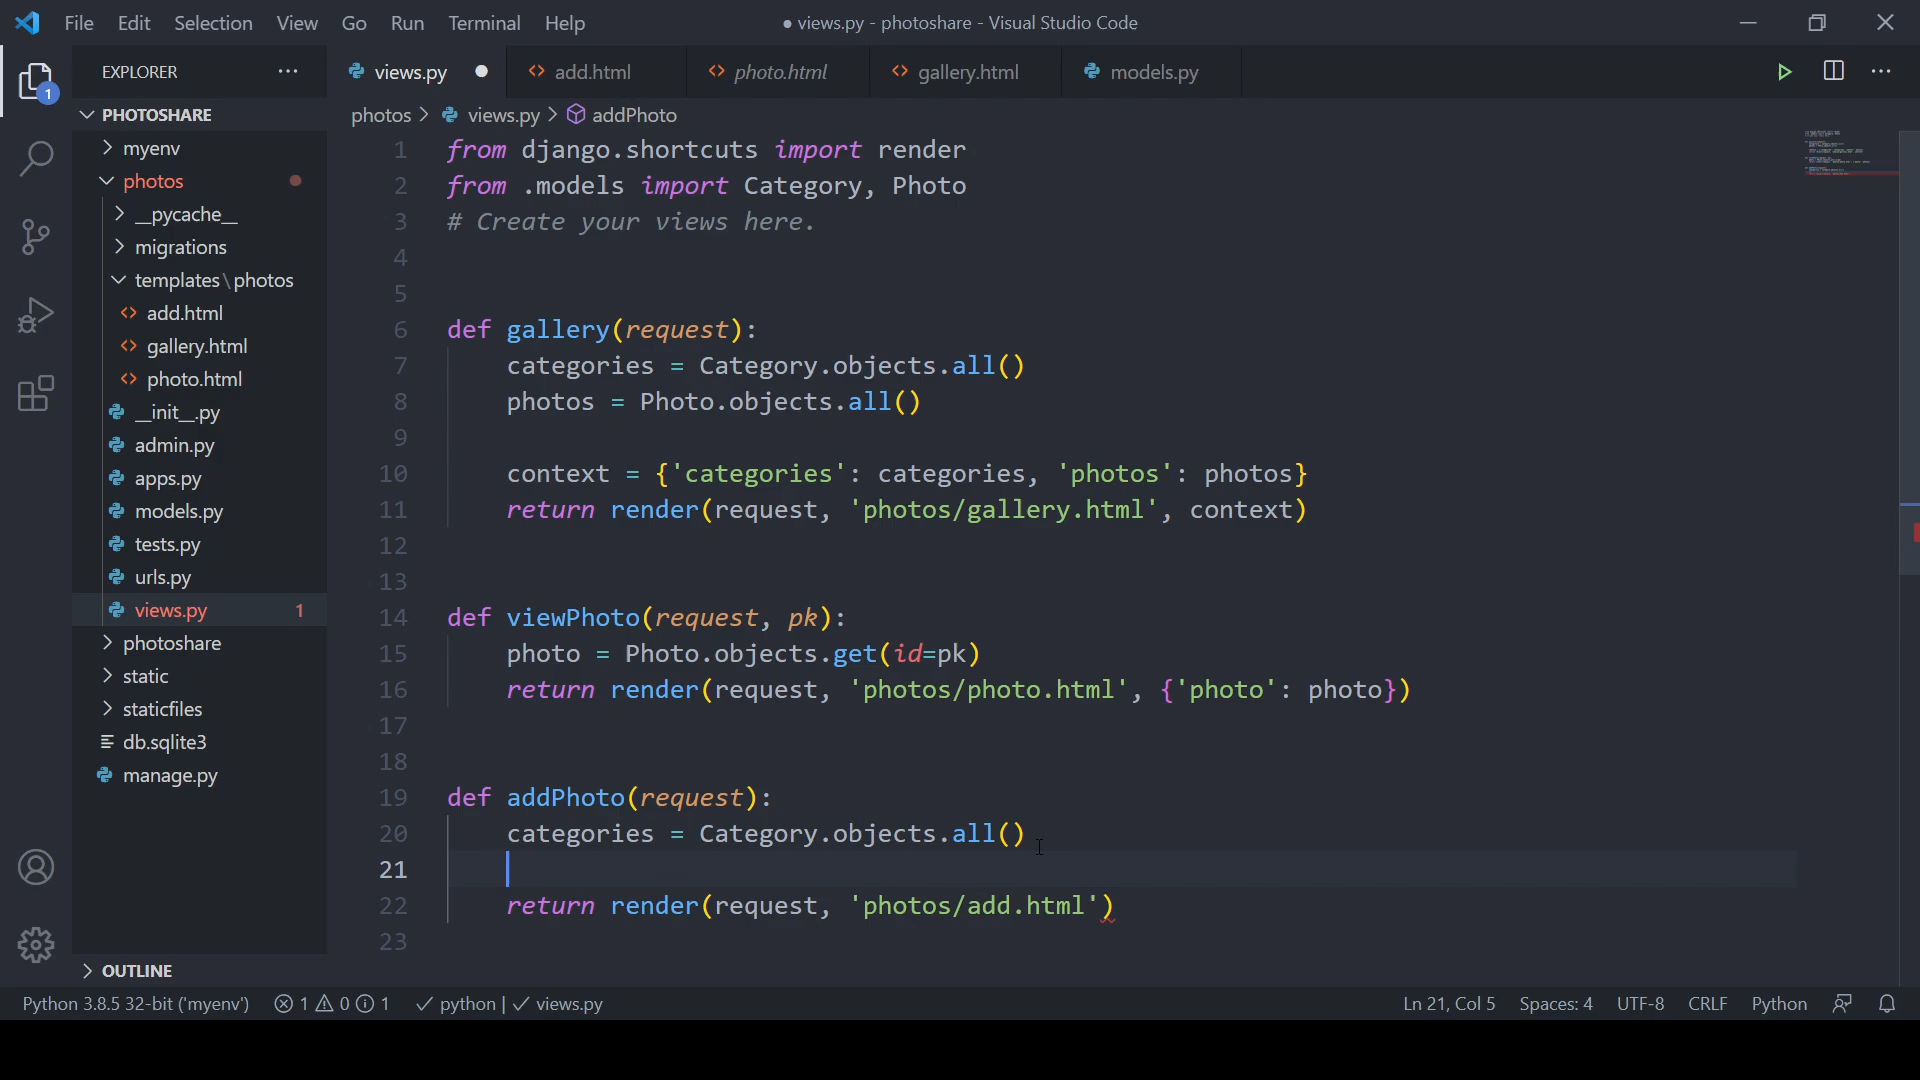 File Edit Selection View Go Run Terminal Help
● views.py - photoshare - Visual Studio Code
EXPLORER ···
views.py ●
add.html
photo.html
gallery.html
models.py
1
PHOTOSHARE
myenv
photos
__pycache__
migrations
templates\photos
add.html
gallery.html
photo.html
__init__.py
admin.py
apps.py
models.py
tests.py
urls.py
views.py 1
photoshare
static
staticfiles
db.sqlite3
manage.py
OUTLINE
photos > views.py > addPhoto
1 from django.shortcuts import render
2 from .models import Category, Photo
3 # Create your views here.
4
5
6 def gallery(request):
7 categories = Category.objects.all()
8 photos = Photo.objects.all()
9
10 context = {'categories': categories, 'photos': photos}
11 return render(request, 'photos/gallery.html', context)
12
13
14 def viewPhoto(request, pk):
15 photo = Photo.objects.get(id=pk)
16 return render(request, 'photos/photo.html', {'photo': photo})
17
18
19 def addPhoto(request):
20 categories = Category.objects.all()
21
22 return render(request, 'photos/add.html')
23
Python 3.8.5 32-bit ('myenv') 1 0 1 ✓ python | ✓ views.py
Ln 21, Col 5 Spaces: 4 UTF-8 CRLF Python